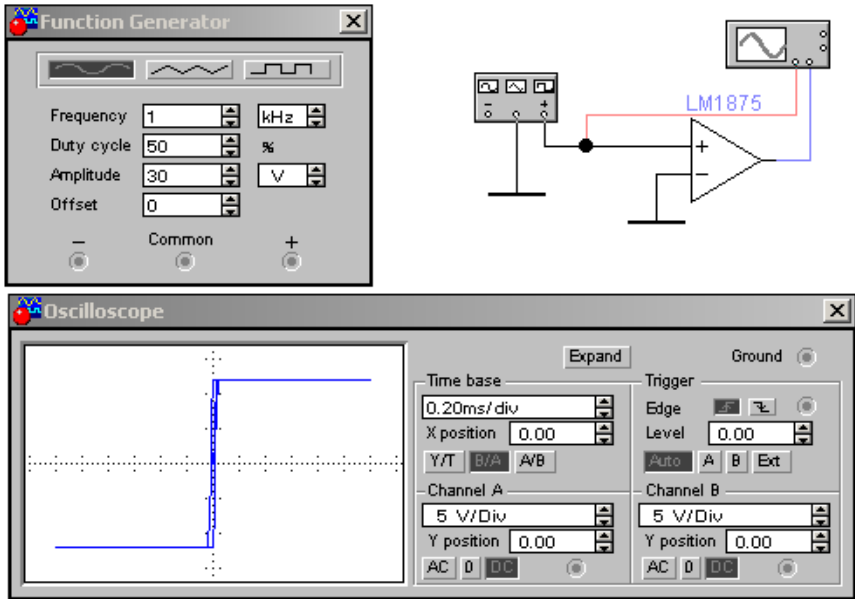 Function Generator
Frequency 1 kHz
Duty cycle 50 %
Amplitude 30 V
Offset 0
− Common +
LM1875
− +
+
−
Oscilloscope
Expand Ground
Time base Trigger
0.20ms/div Edge
X position 0.00 Level 0.00
Y/T B/A A/B Auto A B Ext
Channel A Channel B
5 V/Div 5 V/Div
Y position 0.00 Y position 0.00
AC 0 DC AC 0 DC